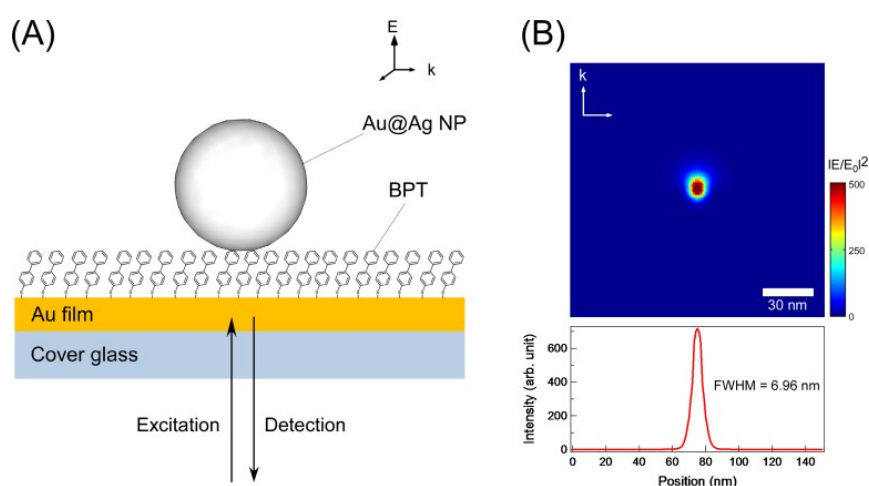 (A)
E
k
Au@Ag NP
BPT
Au film
Cover glass
Excitation
Detection
(B)
k
|E/E₀|²
500
250
0
30 nm
Intensity (arb. unit)
600
400
200
0
FWHM = 6.96 nm
0 20 40 60 80 100 120 140
Position (nm)